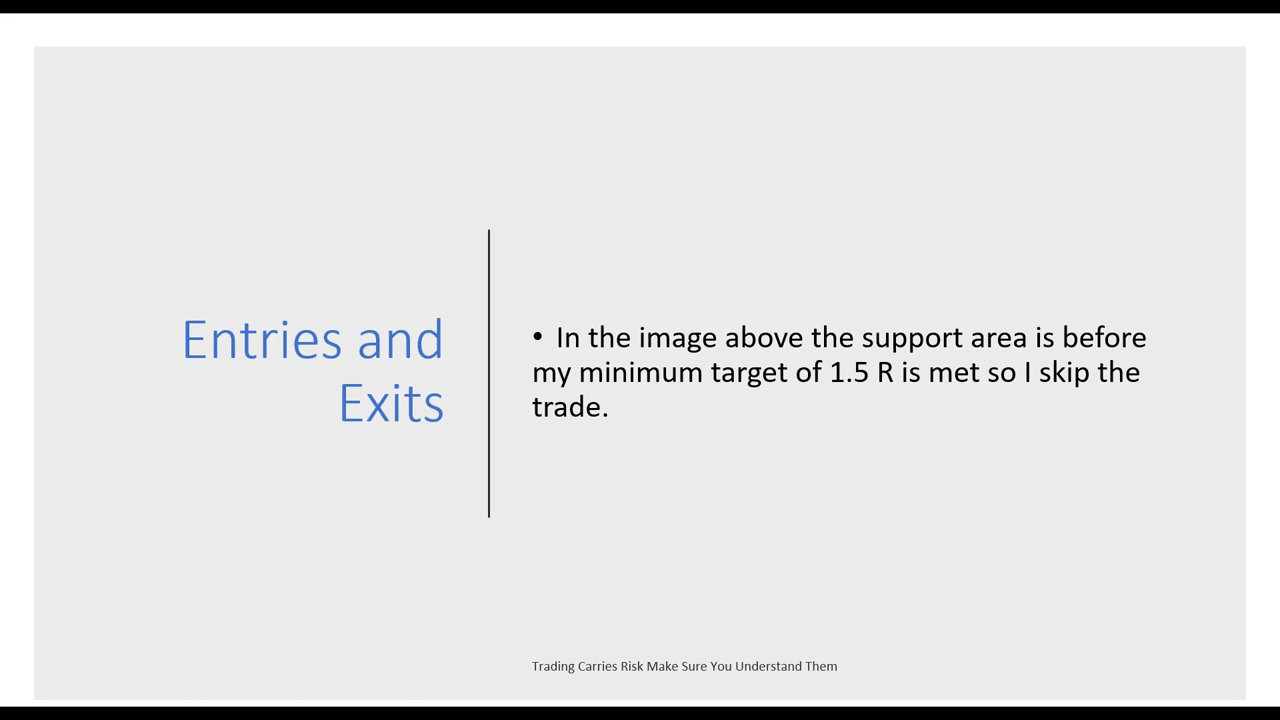 Entries and
Exits
• In the image above the support area is before
my minimum target of 1.5 R is met so I skip the
trade.
Trading Carries Risk Make Sure You Understand Them